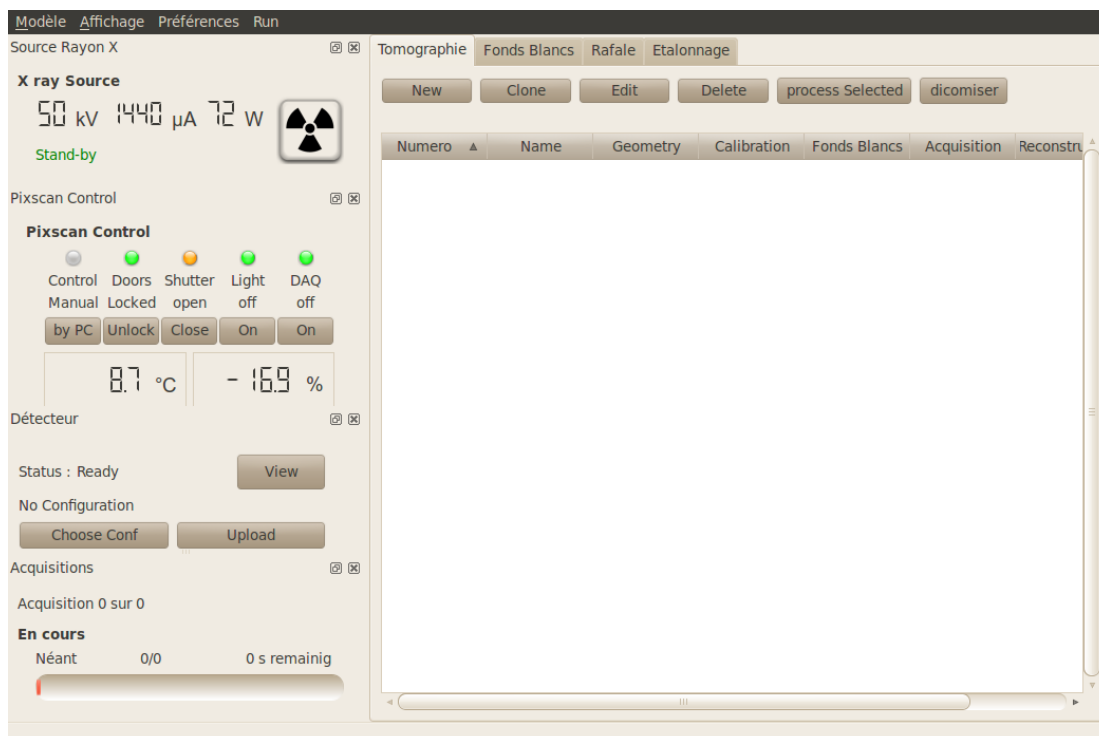 Modèle Affichage Préférences Run
Source Rayon X
X ray Source
50 kV 1440 µA 72 W
Stand-by
Pixscan Control
Pixscan Control
Control Doors Shutter Light DAQ
Manual Locked open off off
by PC Unlock Close On On
8.7 °C - 16.9 %
Détecteur
Status : Ready View
No Configuration
Choose Conf Upload
Acquisitions
Acquisition 0 sur 0
En cours
Néant 0/0 0 s remainig
Tomographie Fonds Blancs Rafale Etalonnage
New Clone Edit Delete process Selected dicomiser
Numero Name Geometry Calibration Fonds Blancs Acquisition Reconstru